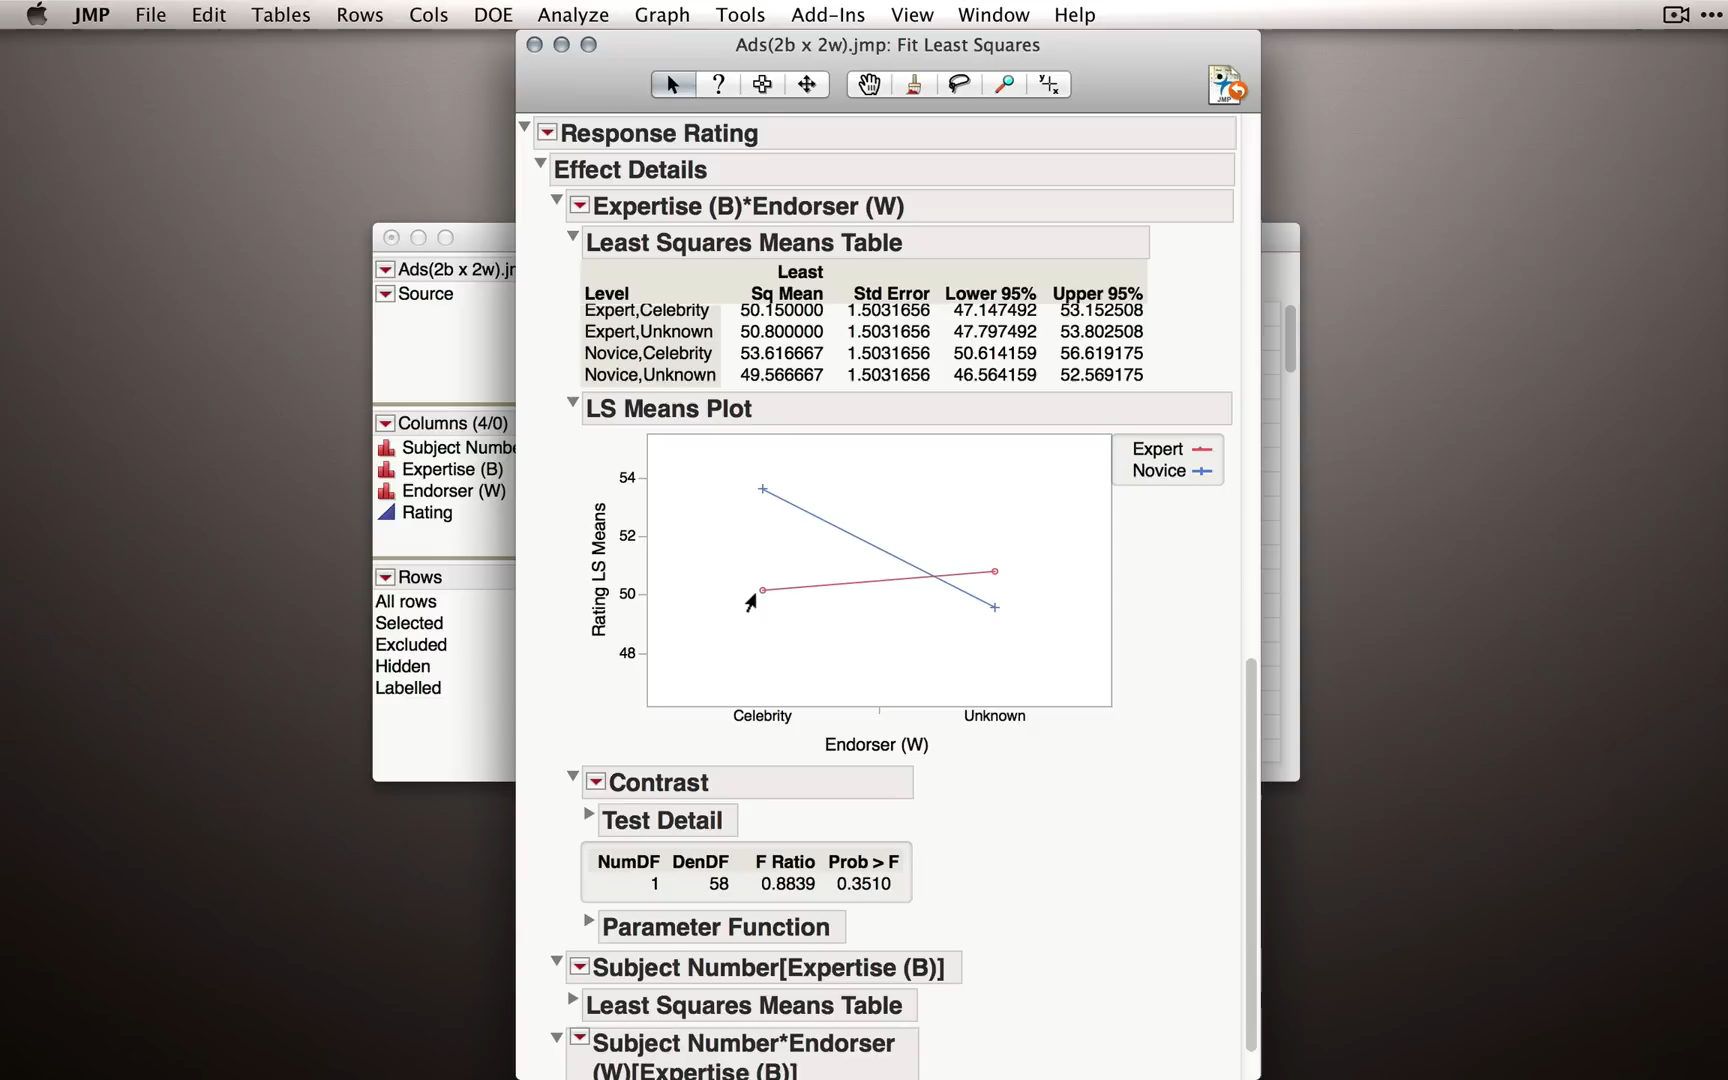 JMP File Edit Tables Rows Cols DOE Analyze Graph Tools Add-Ins View Window Help
Ads(2b x 2w).jmp: Fit Least Squares
?
JMP
Ads(2b x 2w).jr
Source
Columns (4/0)
Subject Numbe
Expertise (B)
Endorser (W)
Rating
Rows
All rows
Selected
Excluded
Hidden
Labelled
Response Rating
Effect Details
Expertise (B)*Endorser (W)
Least Squares Means Table
Least
Level Sq Mean Std Error Lower 95% Upper 95%
Expert,Celebrity 50.150000 1.5031656 47.147492 53.152508
Expert,Unknown 50.800000 1.5031656 47.797492 53.802508
Novice,Celebrity 53.616667 1.5031656 50.614159 56.619175
Novice,Unknown 49.566667 1.5031656 46.564159 52.569175
LS Means Plot
Expert
Novice
Rating LS Means
54
52
50
48
Celebrity Unknown
Endorser (W)
Contrast
Test Detail
NumDF DenDF F Ratio Prob > F
1 58 0.8839 0.3510
Parameter Function
Subject Number[Expertise (B)]
Least Squares Means Table
Subject Number*Endorser
(W)[Expertise (B)]